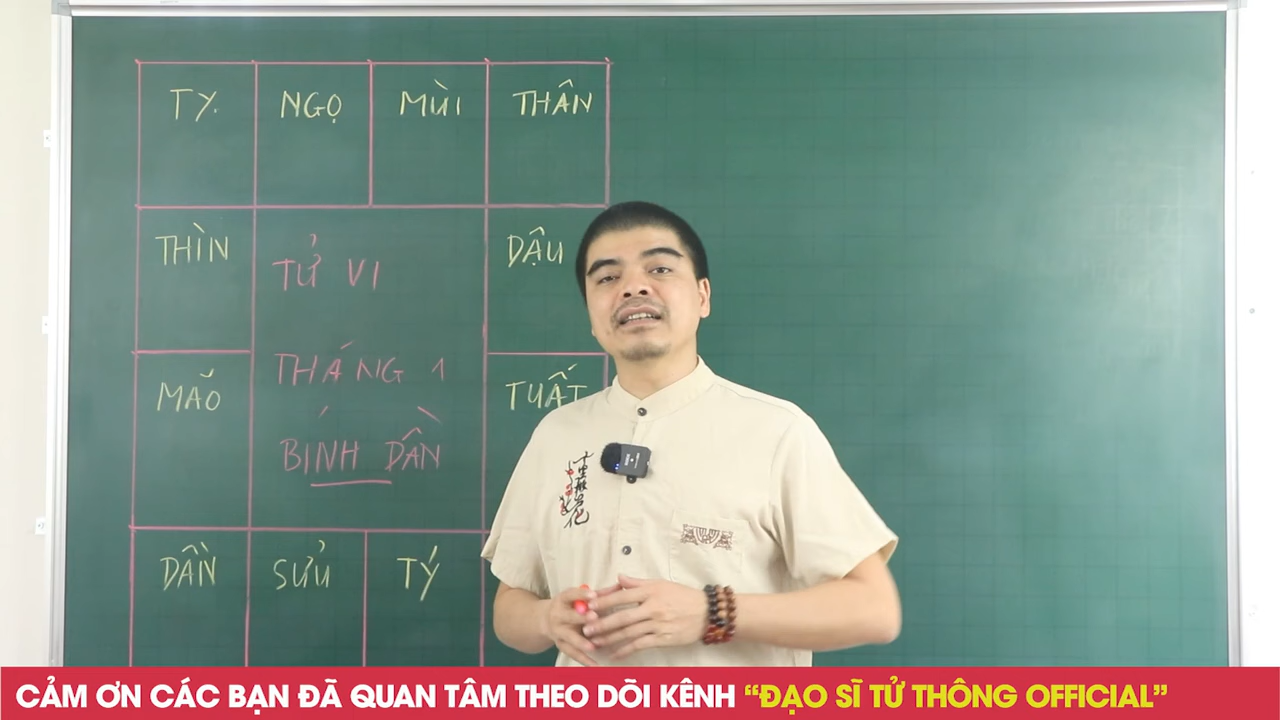 TỴ NGỌ MÙI THÂN
THÌN DẬU
TỬ VI
THÁNG 1
MÃO TUẤT
BÍNH DẦN
DẦN SỬU TÝ
CẢM ƠN CÁC BẠN ĐÃ QUAN TÂM THEO DÕI KÊNH “ĐẠO SĨ TỬ THÔNG OFFICIAL”